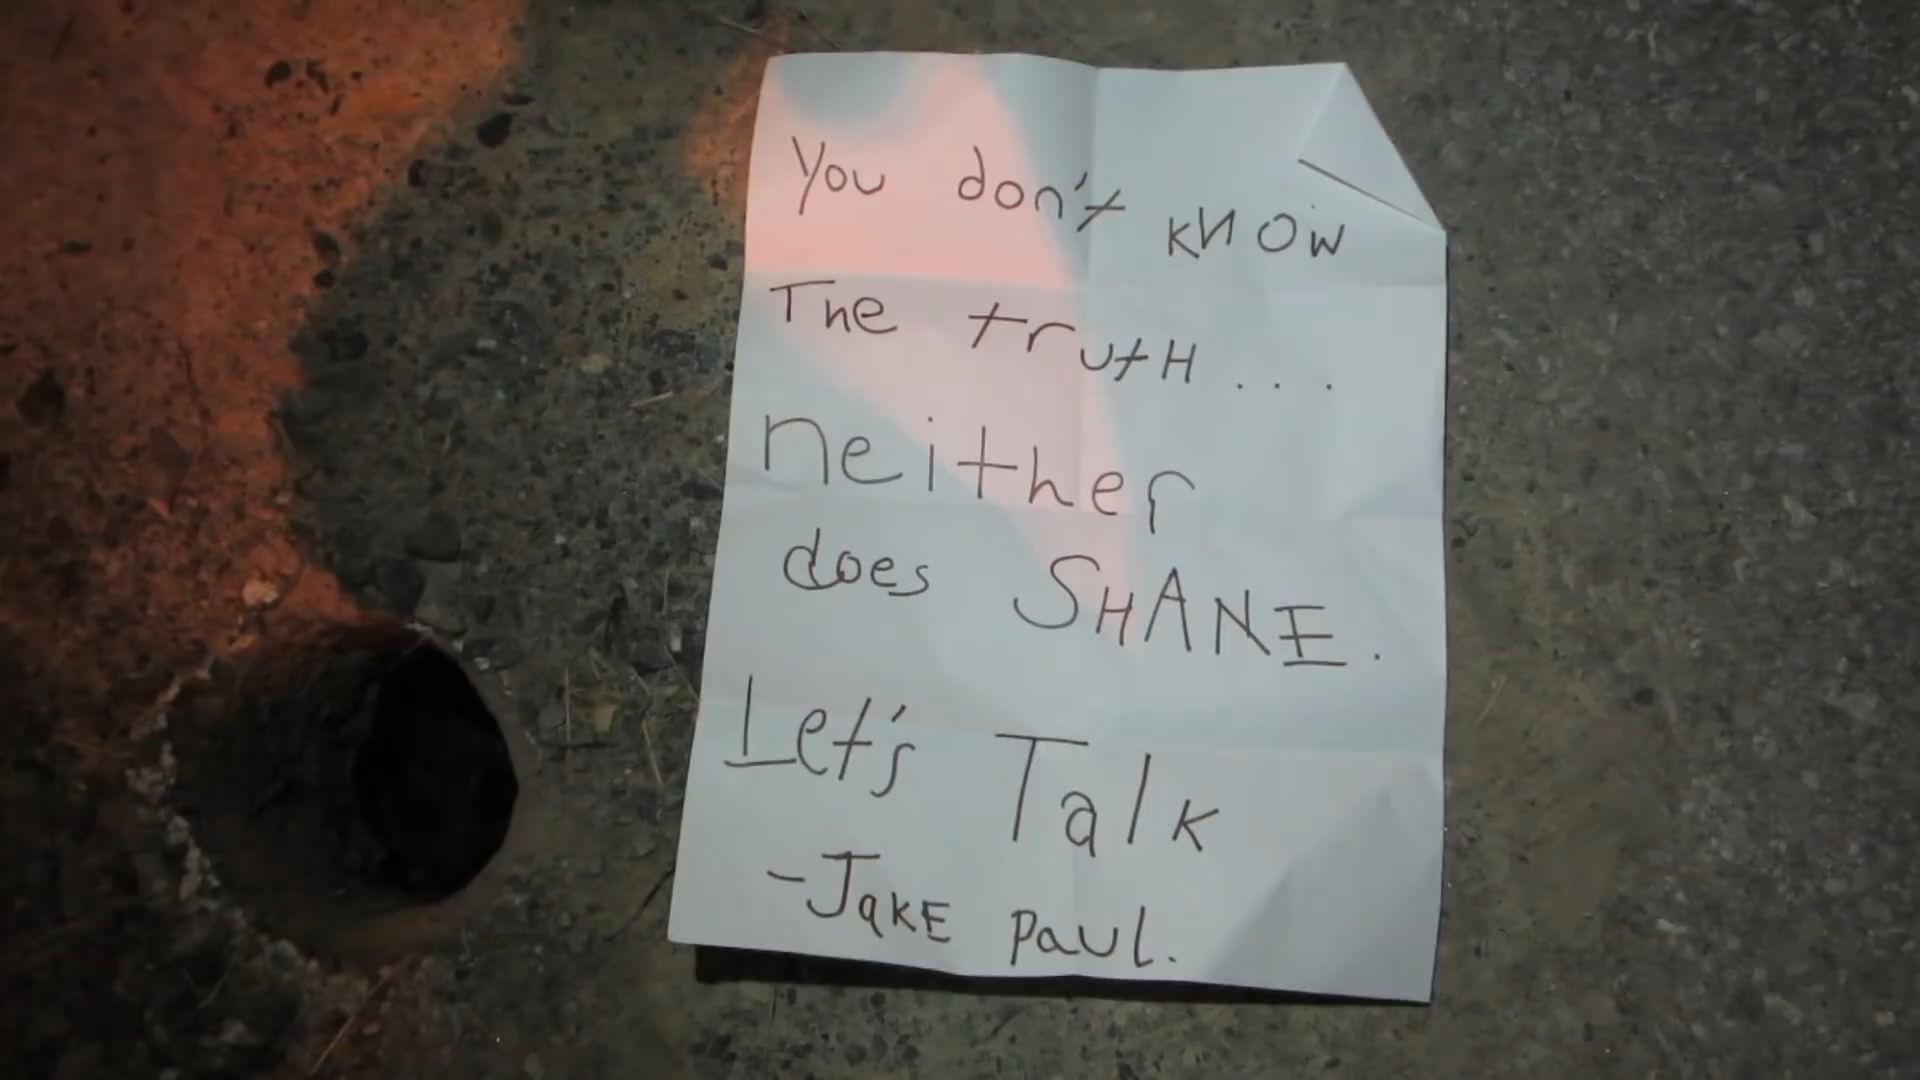 You don't know
The truth...
neither
does SHANE.
Let's Talk
-Jake Paul.